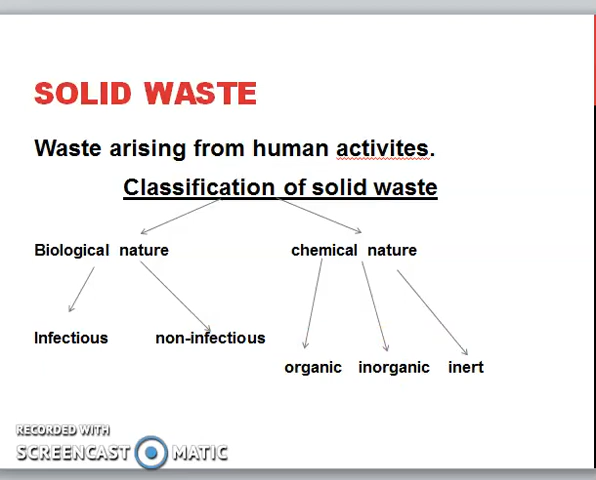 SOLID WASTE
Waste arising from human activites.
Classification of solid waste
Biological nature
chemical nature
Infectious
non-infectious
organic
inorganic
inert
RECORDED WITH
SCREENCAST MATIC